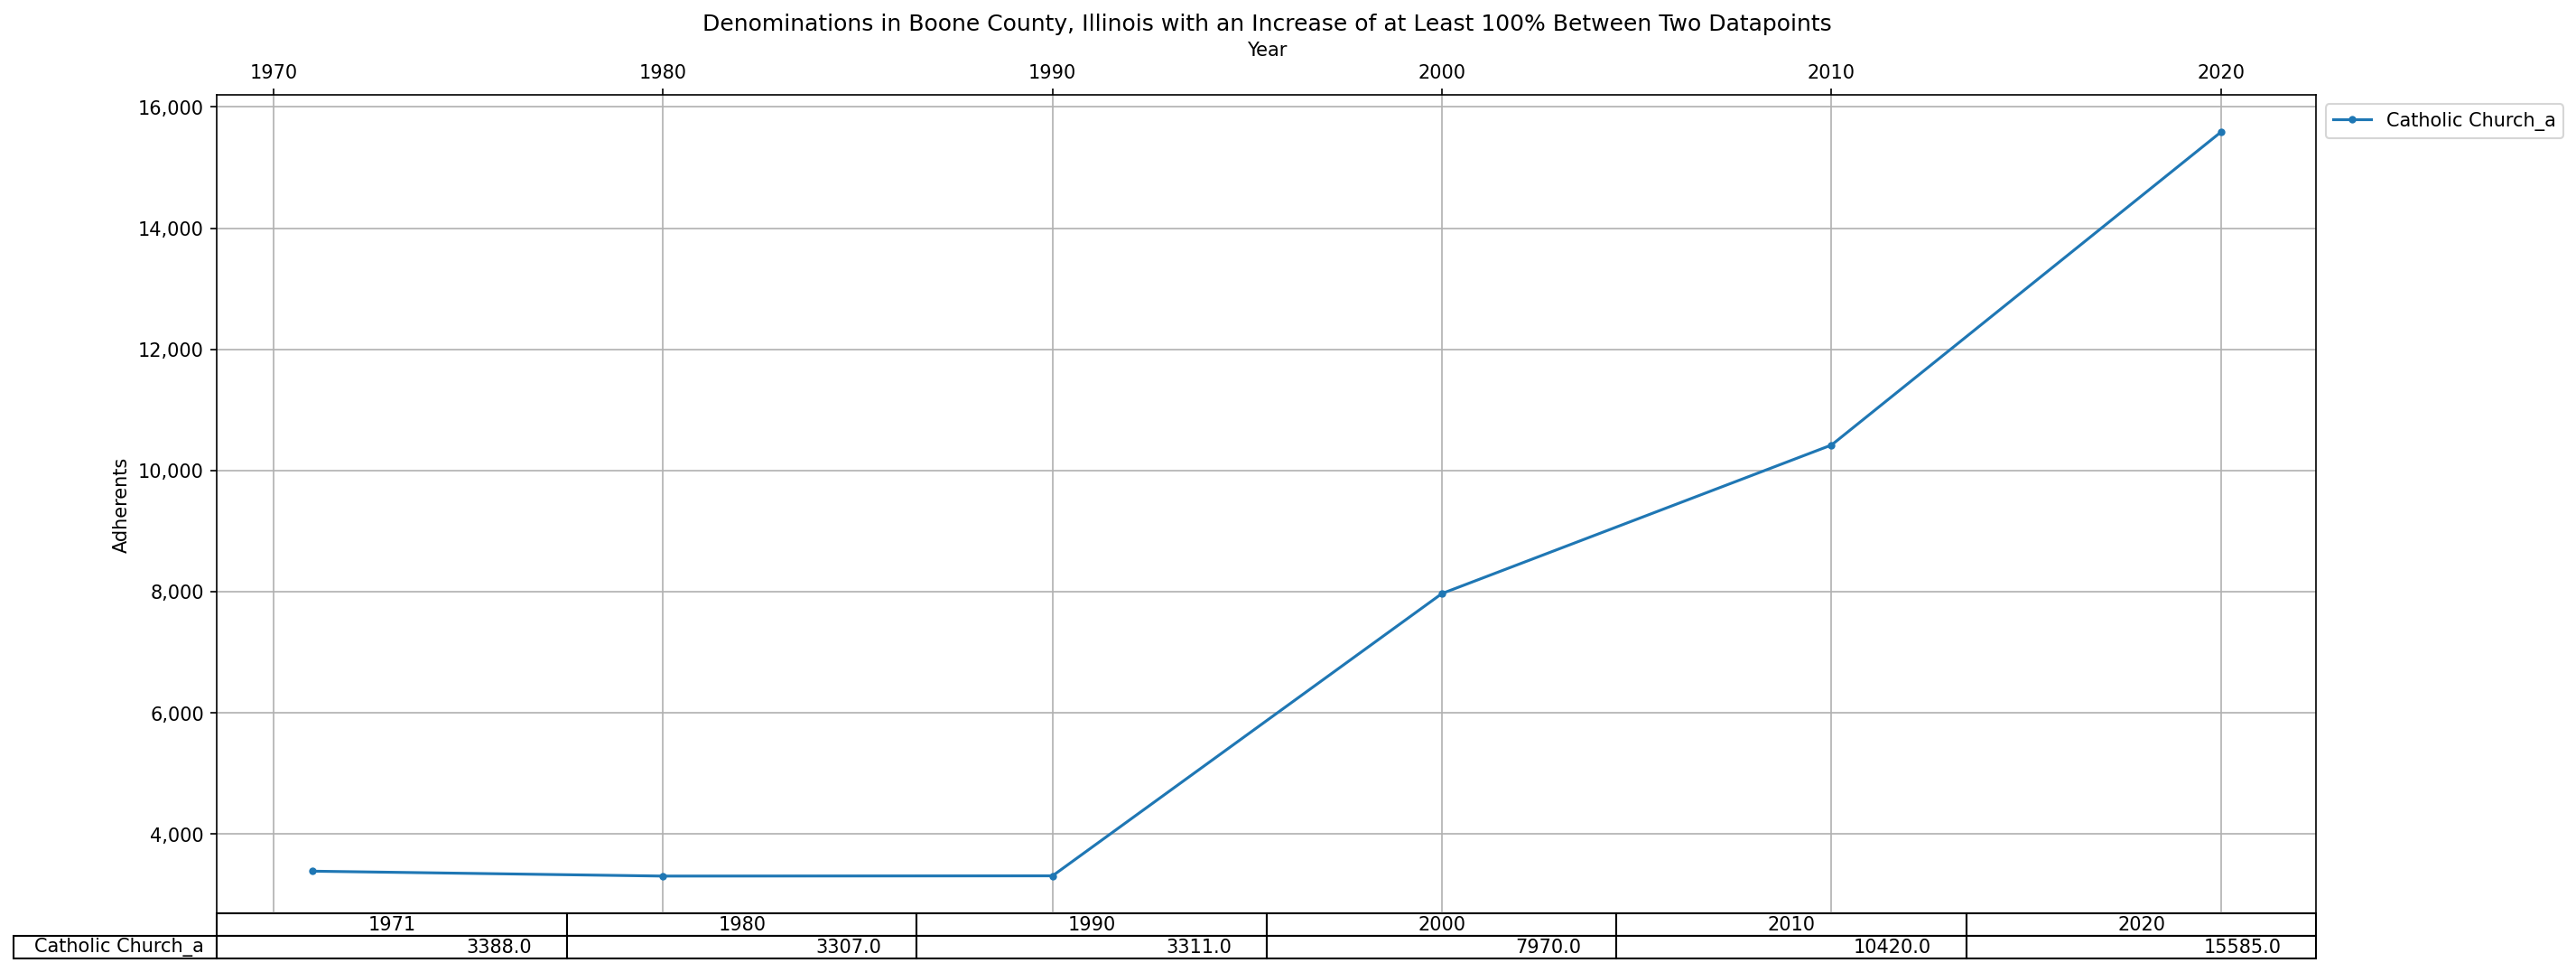 Denominations in Boone County, Illinois with an Increase of at Least 100% Between Two Datapoints
Year
1970 1980 1990 2000 2010 2020
16,000
14,000
12,000
10,000
8,000
6,000
4,000
Adherents
Catholic Church_a
1971 1980 1990 2000 2010 2020
Catholic Church_a 3388.0 3307.0 3311.0 7970.0 10420.0 15585.0